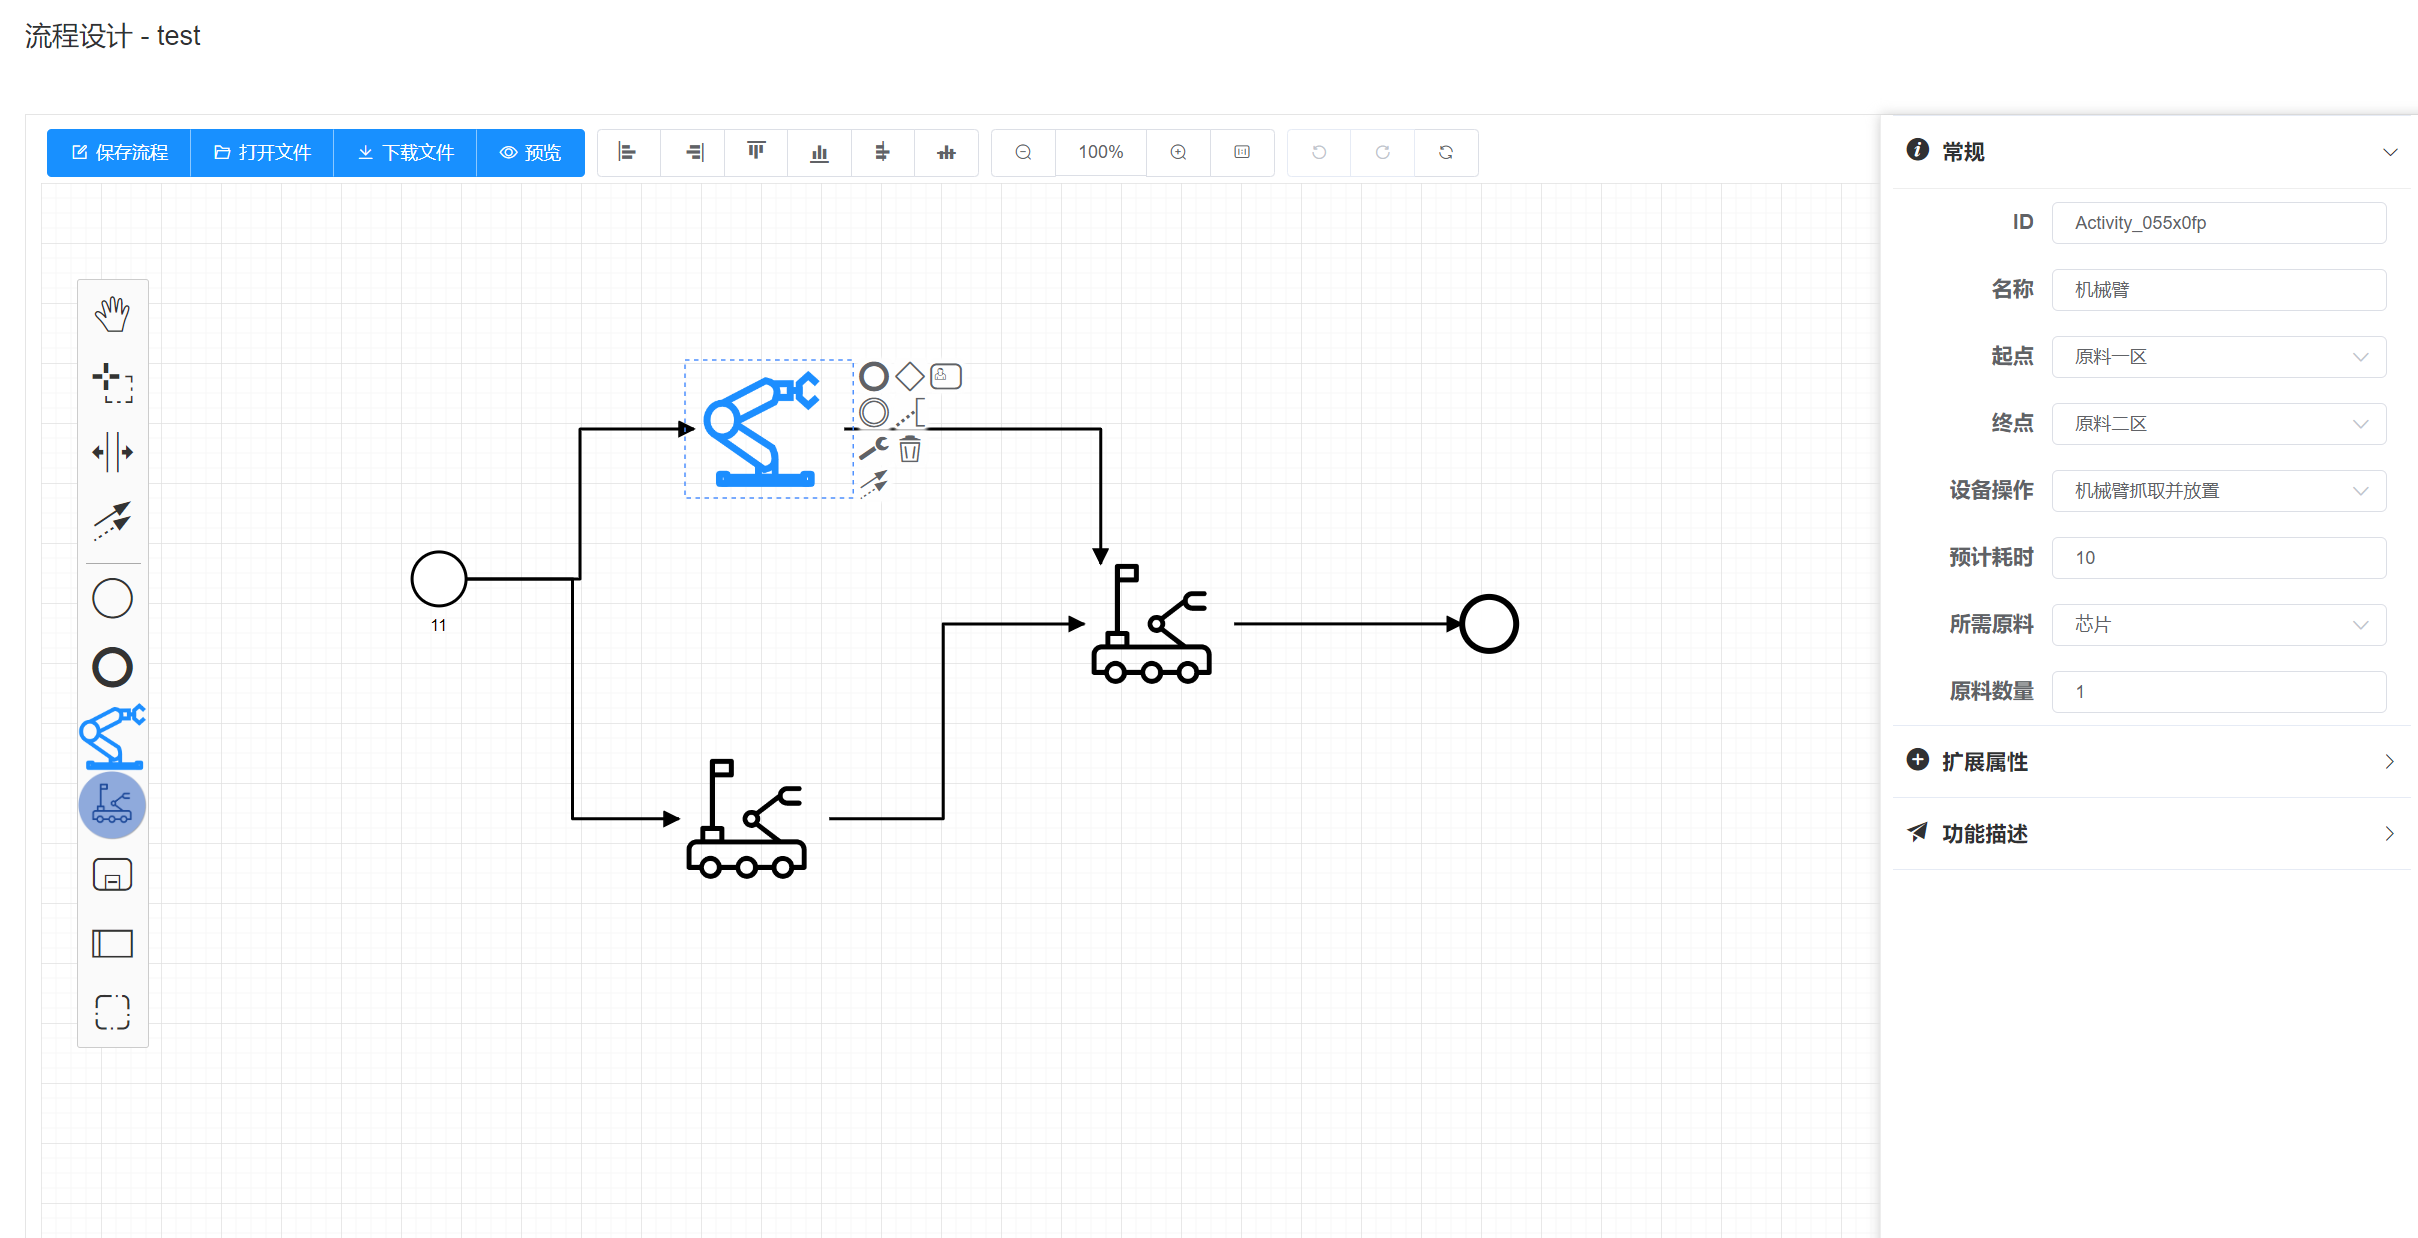 流程设计 - test
保存流程 打开文件 下载文件 预览 100%
常规
ID Activity_055x0fp
名称 机械臂
起点 原料一区
终点 原料二区
设备操作 机械臂抓取并放置
预计耗时 10
所需原料 芯片
原料数量 1
扩展属性
功能描述
11